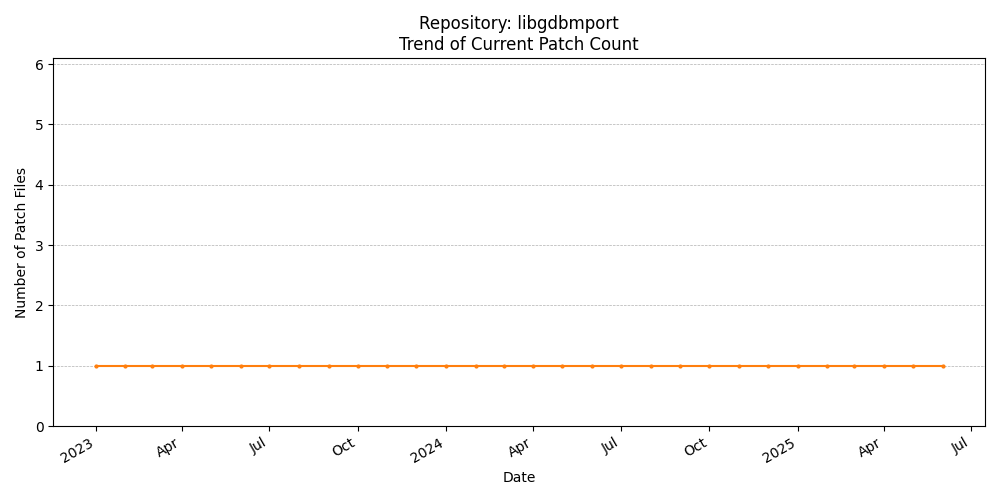 Repository: libgdbmport
Trend of Current Patch Count
Number of Patch Files
6
5
4
3
2
1
0
2023 Apr Jul Oct 2024 Apr Jul Oct 2025 Apr Jul
Date